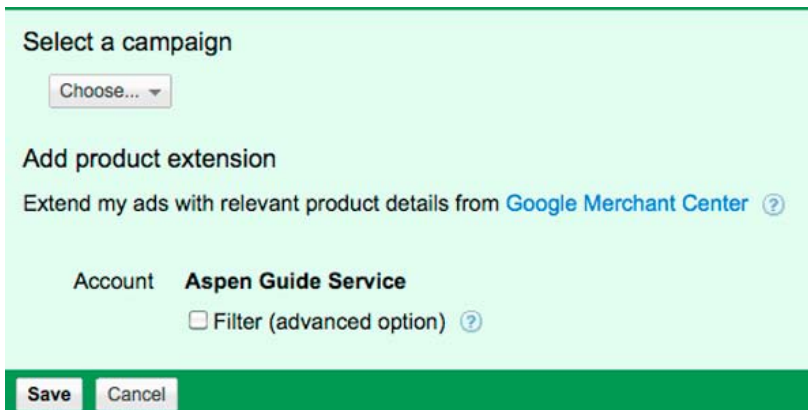 Select a campaign
Choose...
Add product extension
Extend my ads with relevant product details from Google Merchant Center ?
Account Aspen Guide Service
Filter (advanced option) ?
Save Cancel